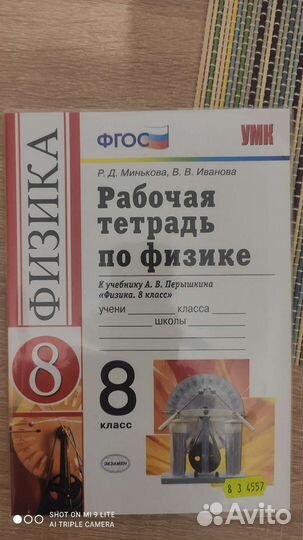 ФГОС
УМК
Р. Д. Минькова, В. В. Иванова
Рабочая
тетрадь
по физике
К учебнику А. В. Перышкина
«Физика. 8 класс»
учени класса
школы
ФИЗИКА
8
8
класс
ЭКЗАМЕН
8 3 4557
SHOT ON MI 9 LITE
AI TRIPLE CAMERA
Avito